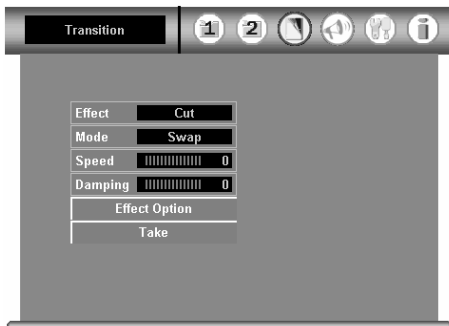 Transition 1 2 i
Effect Cut
Mode Swap
Speed 0
Damping 0
Effect Option
Take